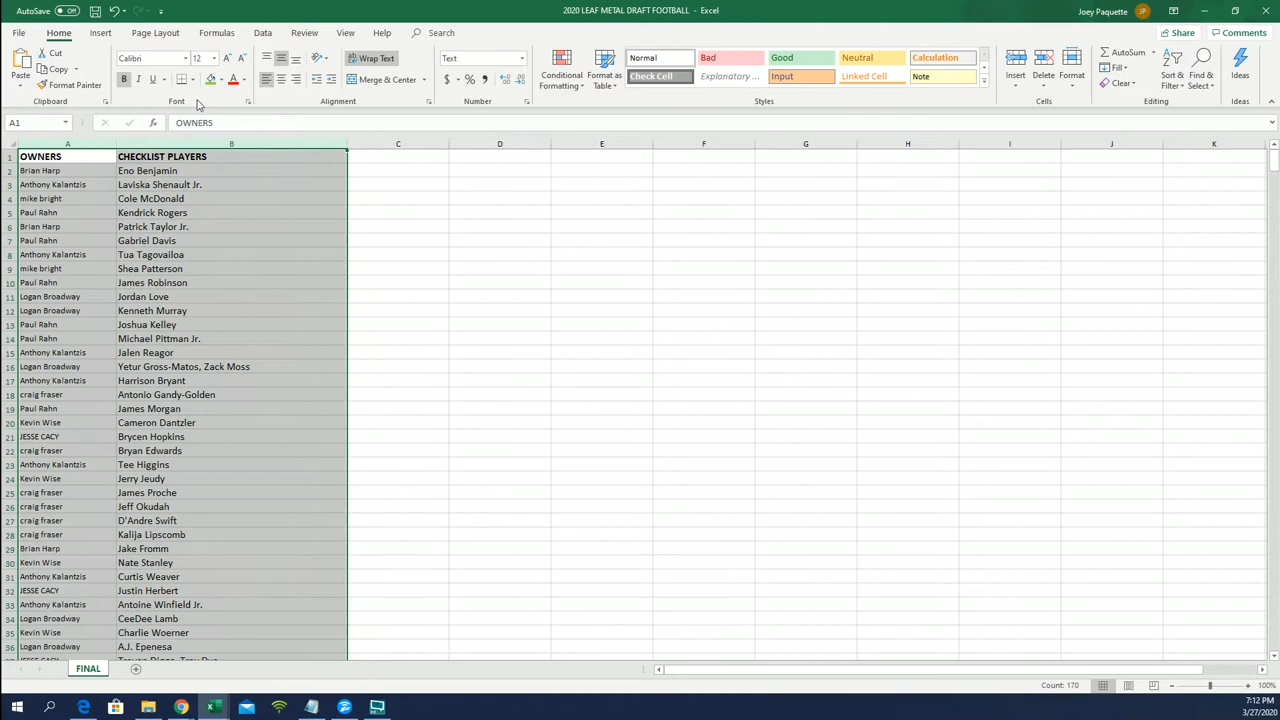 AutoSave Off 2020 LEAF METAL DRAFT FOOTBALL - Excel Joey Paquette JP
File Home Insert Page Layout Formulas Data Review View Help Search Share Comments
Paste Cut Copy Format Painter Clipboard
Calibri 12 B I U A Font
Wrap Text Merge & Center Alignment
Text $ % , Number
Conditional Formatting Format as Table
Normal Bad Good Neutral Calculation
Check Cell Explanatory ... Input Linked Cell Note
Styles
Insert Delete Format Cells
AutoSum Fill Clear Sort & Filter Find & Select Editing
Ideas Ideas
A1 fx OWNERS
A B C D E F G H I J K
1 OWNERS CHECKLIST PLAYERS
2 Brian Harp Eno Benjamin
3 Anthony Kalantzis Laviska Shenault Jr.
4 mike bright Cole McDonald
5 Paul Rahn Kendrick Rogers
6 Brian Harp Patrick Taylor Jr.
7 Paul Rahn Gabriel Davis
8 Anthony Kalantzis Tua Tagovailoa
9 mike bright Shea Patterson
10 Paul Rahn James Robinson
11 Logan Broadway Jordan Love
12 Logan Broadway Kenneth Murray
13 Paul Rahn Joshua Kelley
14 Paul Rahn Michael Pittman Jr.
15 Anthony Kalantzis Jalen Reagor
16 Logan Broadway Yetur Gross-Matos, Zack Moss
17 Anthony Kalantzis Harrison Bryant
18 craig fraser Antonio Gandy-Golden
19 Paul Rahn James Morgan
20 Kevin Wise Cameron Dantzler
21 JESSE CACY Brycen Hopkins
22 craig fraser Bryan Edwards
23 Anthony Kalantzis Tee Higgins
24 Kevin Wise Jerry Jeudy
25 craig fraser James Proche
26 craig fraser Jeff Okudah
27 craig fraser D'Andre Swift
28 craig fraser Kalija Lipscomb
29 Brian Harp Jake Fromm
30 Kevin Wise Nate Stanley
31 Anthony Kalantzis Curtis Weaver
32 JESSE CACY Justin Herbert
33 Anthony Kalantzis Antoine Winfield Jr.
34 Logan Broadway CeeDee Lamb
35 Kevin Wise Charlie Woerner
36 Logan Broadway A.J. Epenesa
JESSE CACY Trevon Diggs, Troy Dye
FINAL
Count: 170 100%
7:12 PM
3/27/2020